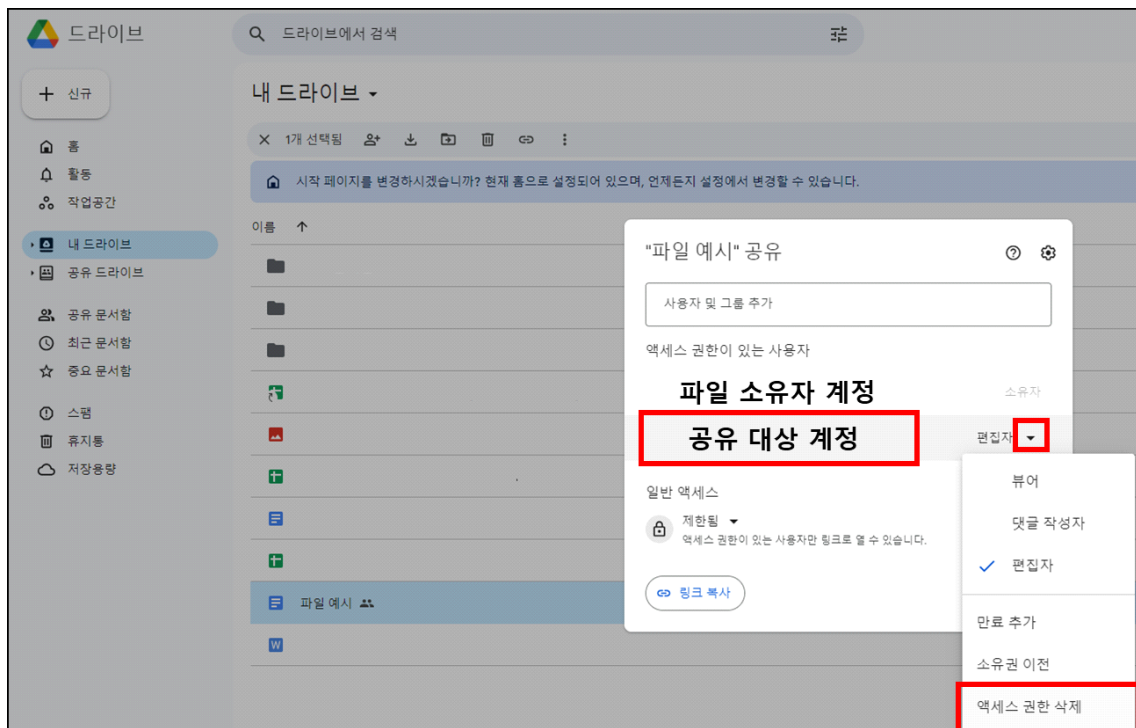 드라이브
드라이브에서 검색
신규
내 드라이브
1개 선택됨
홈
활동
작업공간
시작 페이지를 변경하시겠습니까? 현재 홈으로 설정되어 있으며, 언제든지 설정에서 변경할 수 있습니다.
이름
내 드라이브
공유 드라이브
"파일 예시" 공유
사용자 및 그룹 추가
공유 문서함
최근 문서함
중요 문서함
액세스 권한이 있는 사용자
파일 소유자 계정 소유자
공유 대상 계정 편집자
스팸
휴지통
저장용량
일반 액세스
제한됨
액세스 권한이 있는 사용자만 링크로 열 수 있습니다.
링크 복사
뷰어
댓글 작성자
편집자
만료 추가
소유권 이전
액세스 권한 삭제
파일 예시
W